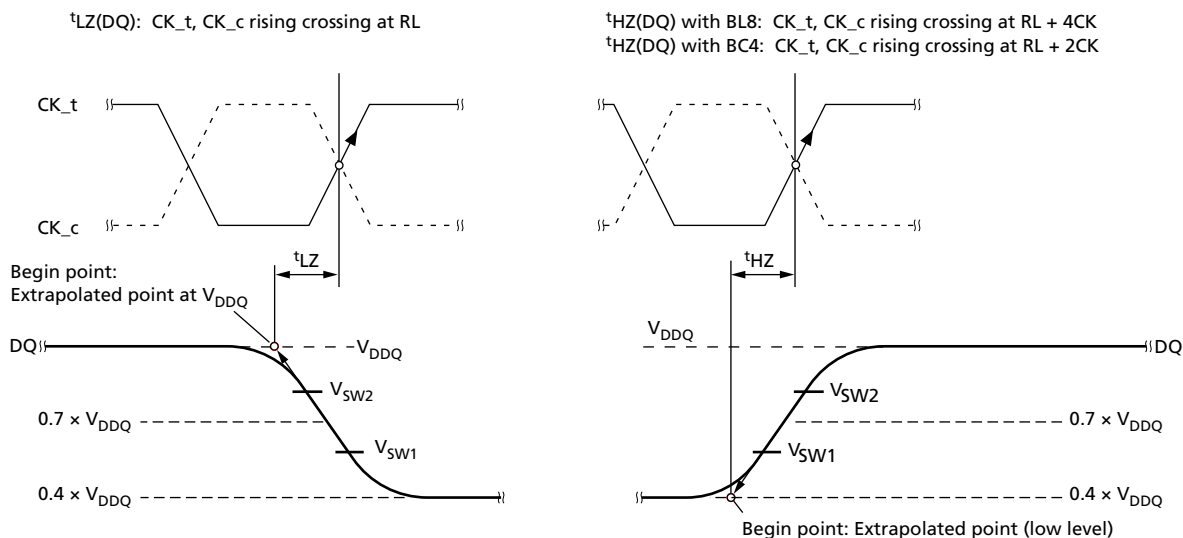 tLZ(DQ): CK_t, CK_c rising crossing at RL
tHZ(DQ) with BL8: CK_t, CK_c rising crossing at RL + 4CK
tHZ(DQ) with BC4: CK_t, CK_c rising crossing at RL + 2CK
CK_t
CK_c
tLZ
tHZ
Begin point:
Extrapolated point at VDDQ
DQ
VDDQ
VSW2
0.7 × VDDQ
VSW1
0.4 × VDDQ
VDDQ
DQ
VSW2
0.7 × VDDQ
VSW1
0.4 × VDDQ
Begin point: Extrapolated point (low level)